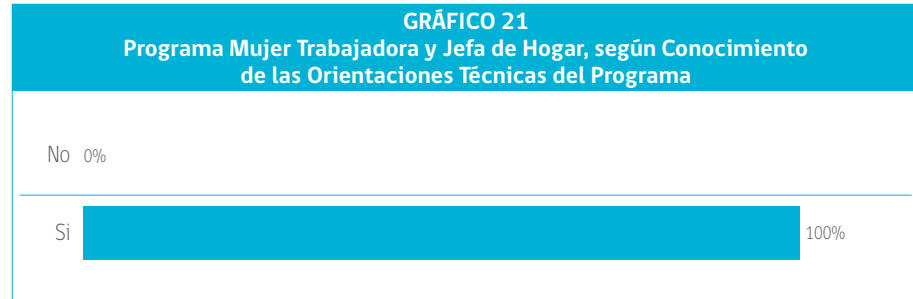 GRÁFICO 21
Programa Mujer Trabajadora y Jefa de Hogar, según Conocimiento
de las Orientaciones Técnicas del Programa
No 0%
Si 100%